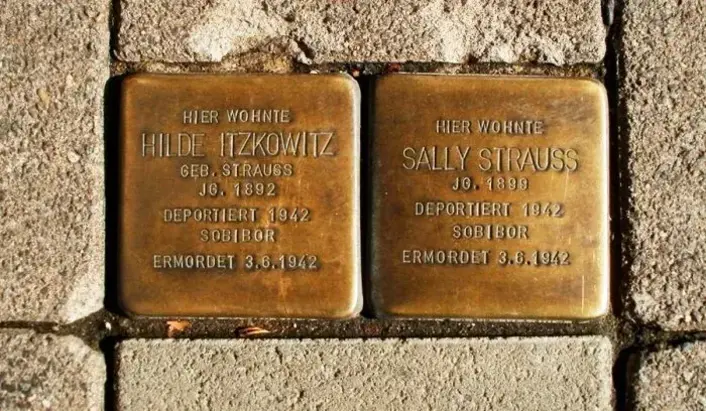 HIER WOHNTE
HILDE ITZKOWITZ
GEB. STRAUSS
JG. 1892
DEPORTIERT 1942
SOBIBOR
ERMORDET 3.6.1942
HIER WOHNTE
SALLY STRAUSS
JG. 1899
DEPORTIERT 1942
SOBIBOR
ERMORDET 3.6.1942